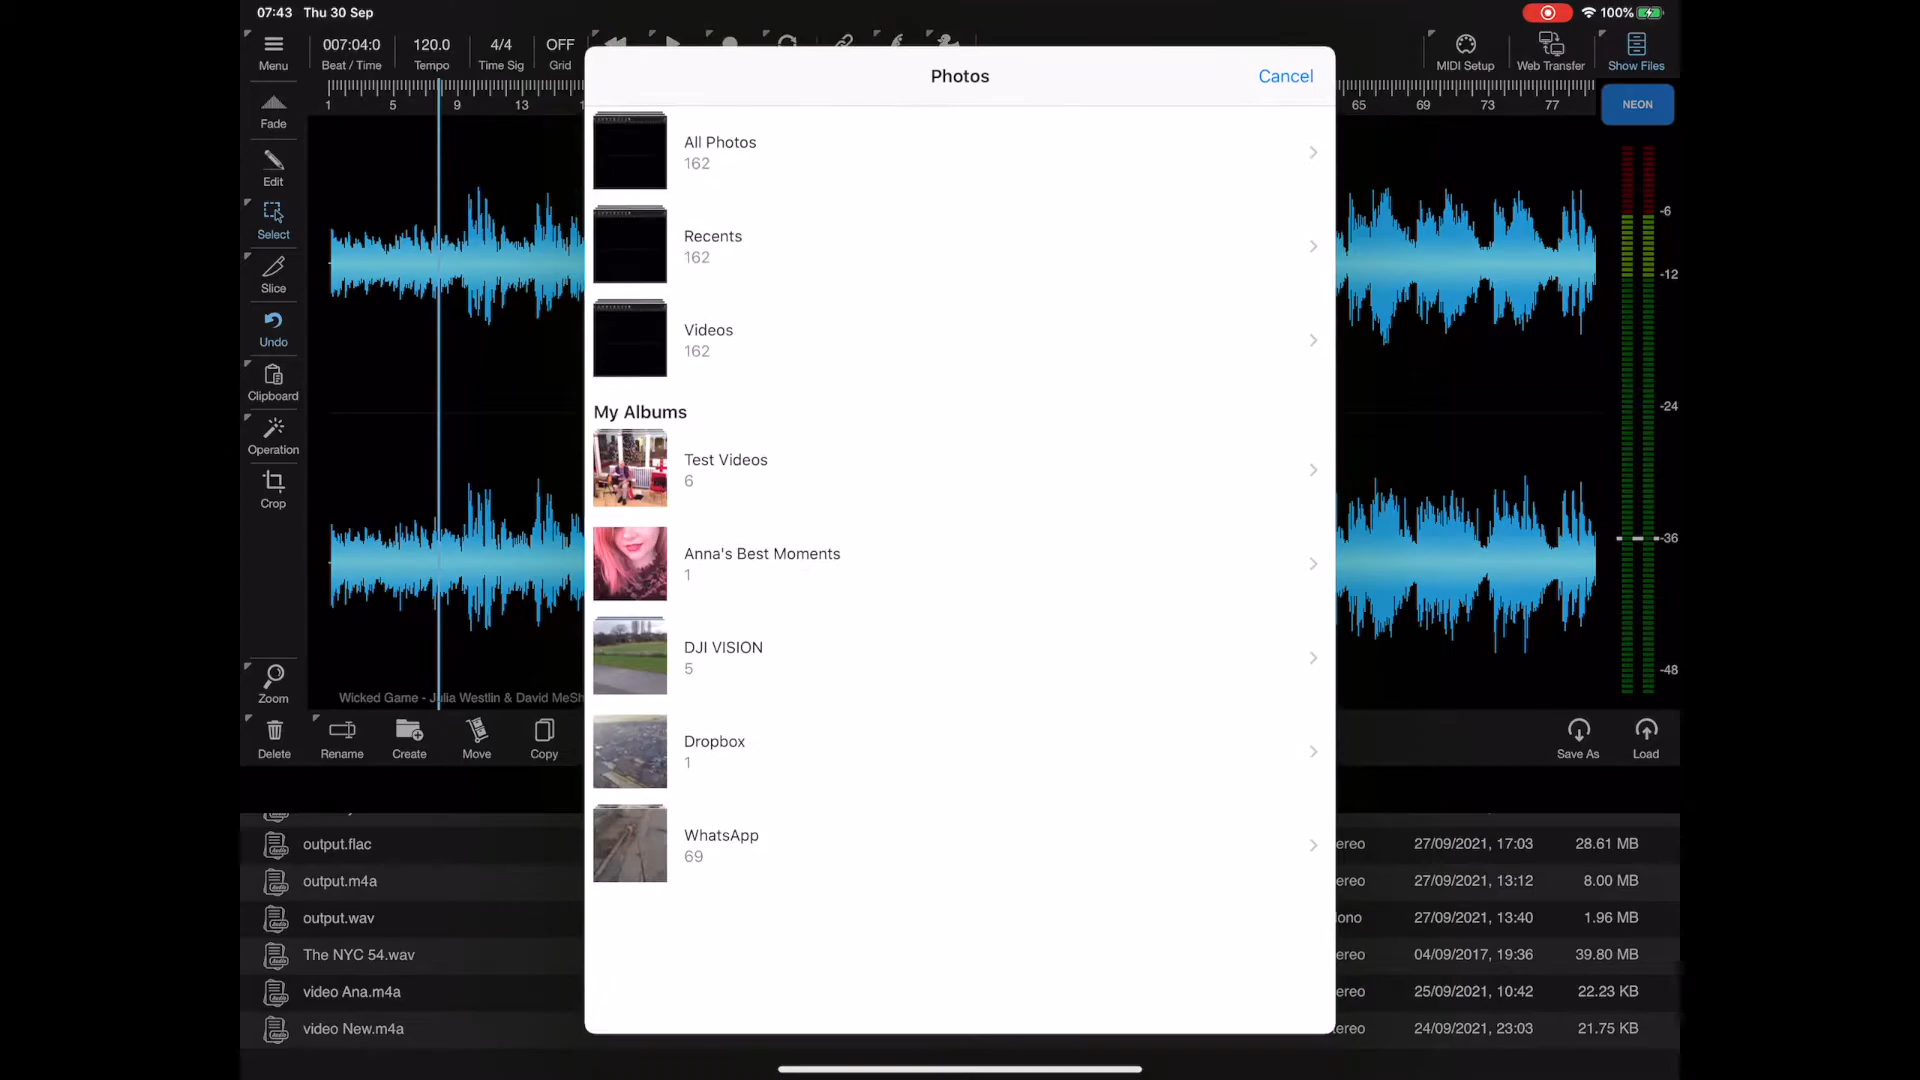 07:43 Thu 30 Sep
100%
Menu
007:04:0
Beat / Time
120.0
Tempo
4/4
Time Sig
OFF
Grid
MIDI Setup
Web Transfer
Show Files
1 5 9 13 65 69 73 77
NEON
Fade
Edit
Select
Slice
Undo
Clipboard
Operation
Crop
Zoom
Photos
Cancel
All Photos
162
Recents
162
Videos
162
My Albums
Test Videos
6
Anna's Best Moments
1
DJI VISION
5
Dropbox
1
WhatsApp
69
-6
-12
-24
-36
-48
Wicked Game - Julia Westlin & David MeSh
Delete
Rename
Create
Move
Copy
Save As
Load
output.flac ereo 27/09/2021, 17:03 28.61 MB
output.m4a ereo 27/09/2021, 13:12 8.00 MB
output.wav ono 27/09/2021, 13:40 1.96 MB
The NYC 54.wav ereo 04/09/2017, 19:36 39.80 MB
video Ana.m4a ereo 25/09/2021, 10:42 22.23 KB
video New.m4a tereo 24/09/2021, 23:03 21.75 KB